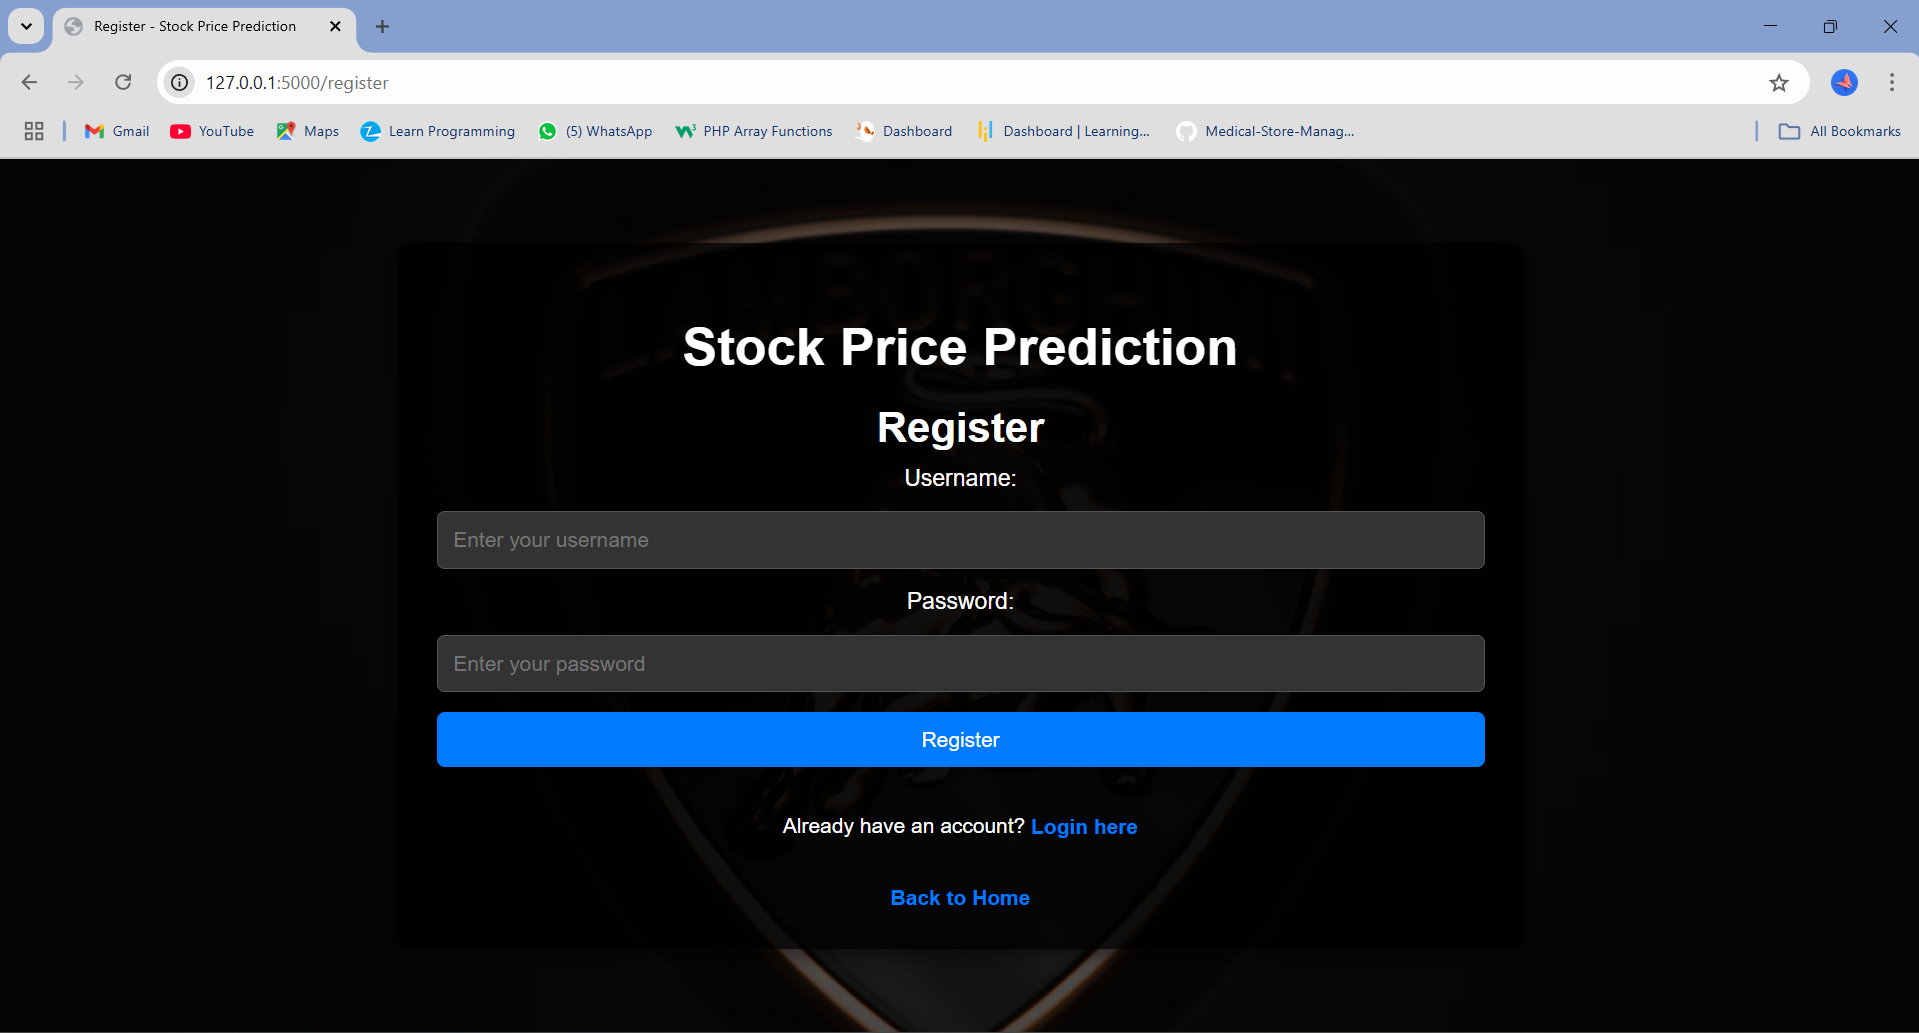 Register - Stock Price Prediction
127.0.0.1:5000/register
Gmail YouTube Maps Learn Programming (5) WhatsApp PHP Array Functions Dashboard Dashboard | Learning... Medical-Store-Manag... All Bookmarks
LAMBORGHINI
Stock Price Prediction
Register
Username:
Enter your username
Password:
Enter your password
Register
Already have an account? Login here
Back to Home